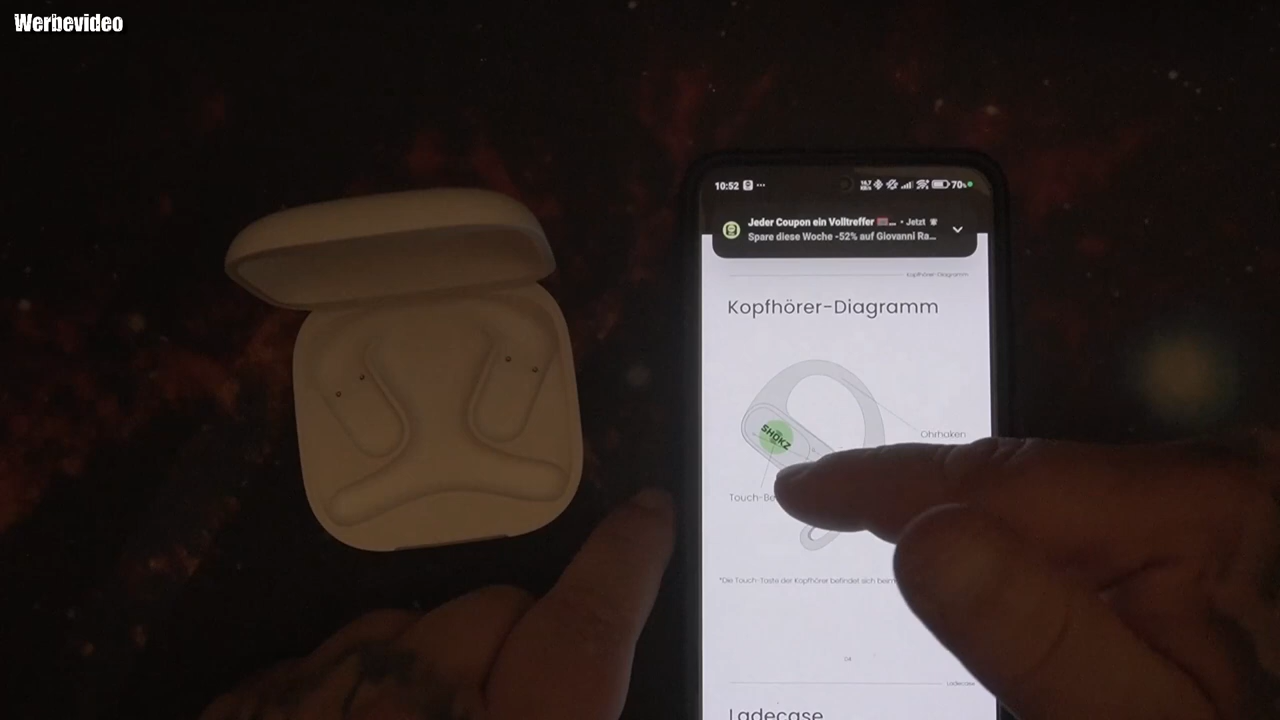 Werbevideo
10:52
70%
Jeder Coupon ein Volltreffer ... • Jetzt
Spare diese Woche -52% auf Giovanni Ra...
Kopfhörer-Diagramm
Kopfhörer-Diagramm
SHOKZ
Ohrhaken
Touch-Be
*Die Touch-Taste der Kopfhörer befindet sich beim
04
Ladecase
Ladecase